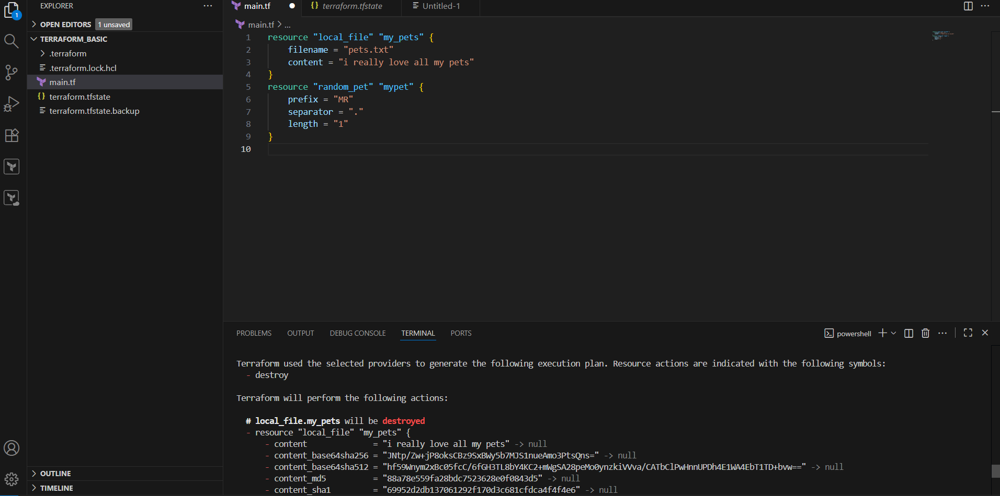 EXPLORER
1
OPEN EDITORS 1 unsaved
TERRAFORM_BASIC
.terraform
.terraform.lock.hcl
main.tf
terraform.tfstate
terraform.tfstate.backup
OUTLINE
TIMELINE
main.tf
terraform.tfstate
Untitled-1
main.tf > ...
1 resource "local_file" "my_pets" {
2 filename = "pets.txt"
3 content = "i really love all my pets"
4 }
5 resource "random_pet" "mypet" {
6 prefix = "MR"
7 separator = "."
8 length = "1"
9 }
10
PROBLEMS OUTPUT DEBUG CONSOLE TERMINAL PORTS
powershell
Terraform used the selected providers to generate the following execution plan. Resource actions are indicated with the following symbols:
- destroy
Terraform will perform the following actions:
# local_file.my_pets will be destroyed
- resource "local_file" "my_pets" {
- content = "i really love all my pets" -> null
- content_base64sha256 = "JNtp/Zw+jP8oksCBz9SxBWy5b7MJS1nueAmo3PtsQns=" -> null
- content_base64sha512 = "hf59Wnym2xBc05fcC/6fGH3TL8bY4KC2+mWgSA28peMo0ynzkiVVva/CATbClPwHnnUPDh4E1WA4EbT1TD+bvw==" -> null
- content_md5 = "88a78e559fa28bdc7523628e0f0843d5" -> null
- content_sha1 = "69952d2db137061292f170d3c681cfdca4f4f4e6" -> null